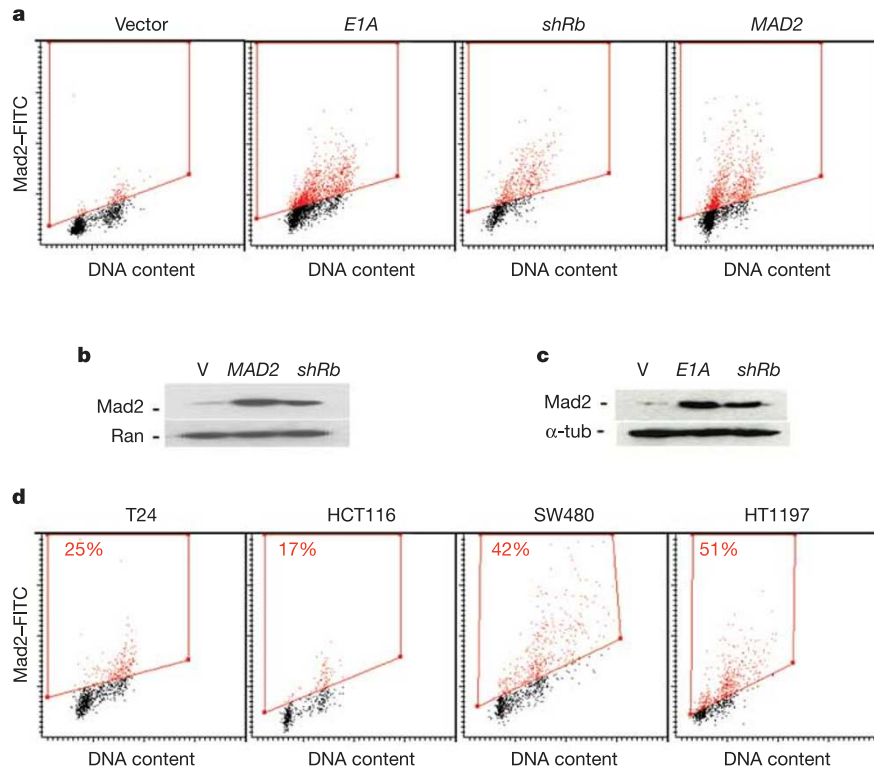 a
Vector E1A shRb MAD2
Mad2–FITC
DNA content DNA content DNA content DNA content
b
V MAD2 shRb
Mad2 -
Ran -
c
V E1A shRb
Mad2 -
α-tub -
d
T24 HCT116 SW480 HT1197
25% 17% 42% 51%
Mad2–FITC
DNA content DNA content DNA content DNA content